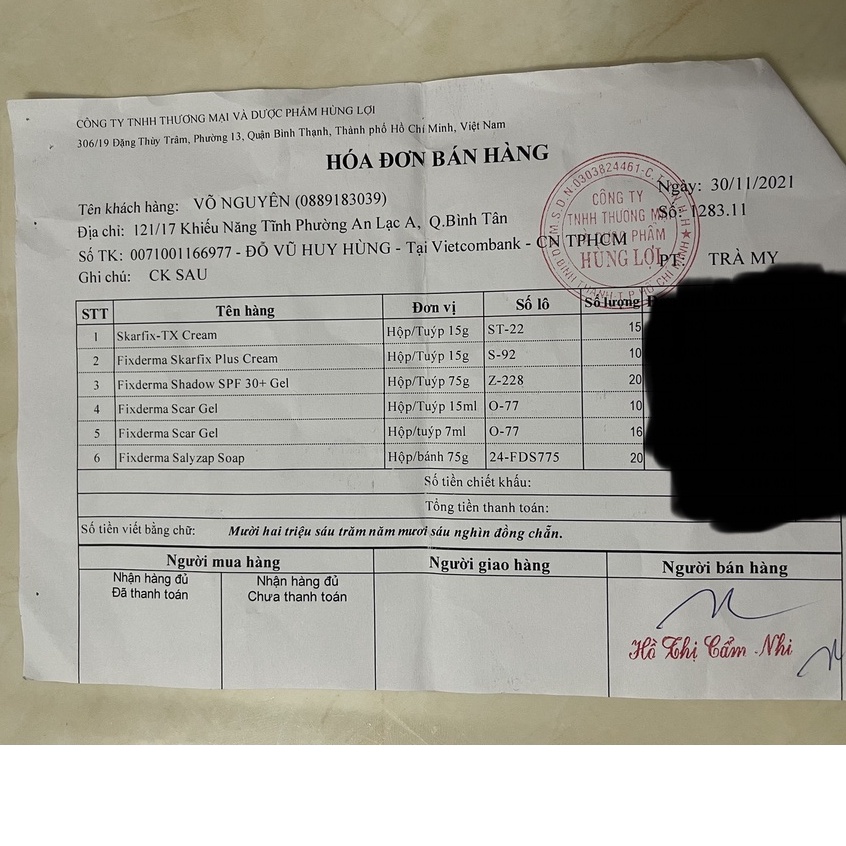 CÔNG TY TNHH THƯƠNG MẠI VÀ DƯỢC PHẨM HÙNG LỢI
306/19 Đặng Thùy Trâm, Phường 13, Quận Bình Thạnh, Thành phố Hồ Chí Minh, Việt Nam
HÓA ĐƠN BÁN HÀNG
Ngày: 30/11/2021
Số: 1283.11
PT: TRÀ MY
Tên khách hàng: VÕ NGUYÊN (0889183039)
Địa chỉ: 121/17 Khiếu Năng Tĩnh Phường An Lạc A, Q.Bình Tân
Số TK: 0071001166977 - ĐỖ VŨ HUY HÙNG - Tại Vietcombank - CN TPHCM
Ghi chú: CK SAU
M.S.D.N:0303824461-C.T.T.N.H.H
CÔNG TY
TNHH THƯƠNG MẠI
VÀ DƯỢC PHẨM
HÙNG LỢI
Q.BÌNH THẠNH-T.P HỒ CHÍ MINH
STT Tên hàng Đơn vị Số lô Số lượng
1 Skarfix-TX Cream Hộp/Tuýp 15g ST-22 15
2 Fixderma Skarfix Plus Cream Hộp/Tuýp 15g S-92 10
3 Fixderma Shadow SPF 30+ Gel Hộp/Tuýp 75g Z-228 20
4 Fixderma Scar Gel Hộp/Tuýp 15ml O-77 10
5 Fixderma Scar Gel Hộp/tuýp 7ml O-77 16
6 Fixderma Salyzap Soap Hộp/bánh 75g 24-FDS775 20
Số tiền chiết khấu:
Tổng tiền thanh toán:
Số tiền viết bằng chữ: Mười hai triệu sáu trăm năm mươi sáu nghìn đồng chẵn.
Người mua hàng Người giao hàng Người bán hàng
Nhận hàng đủ Nhận hàng đủ
Đã thanh toán Chưa thanh toán
Hồ Thị Cẩm Nhi